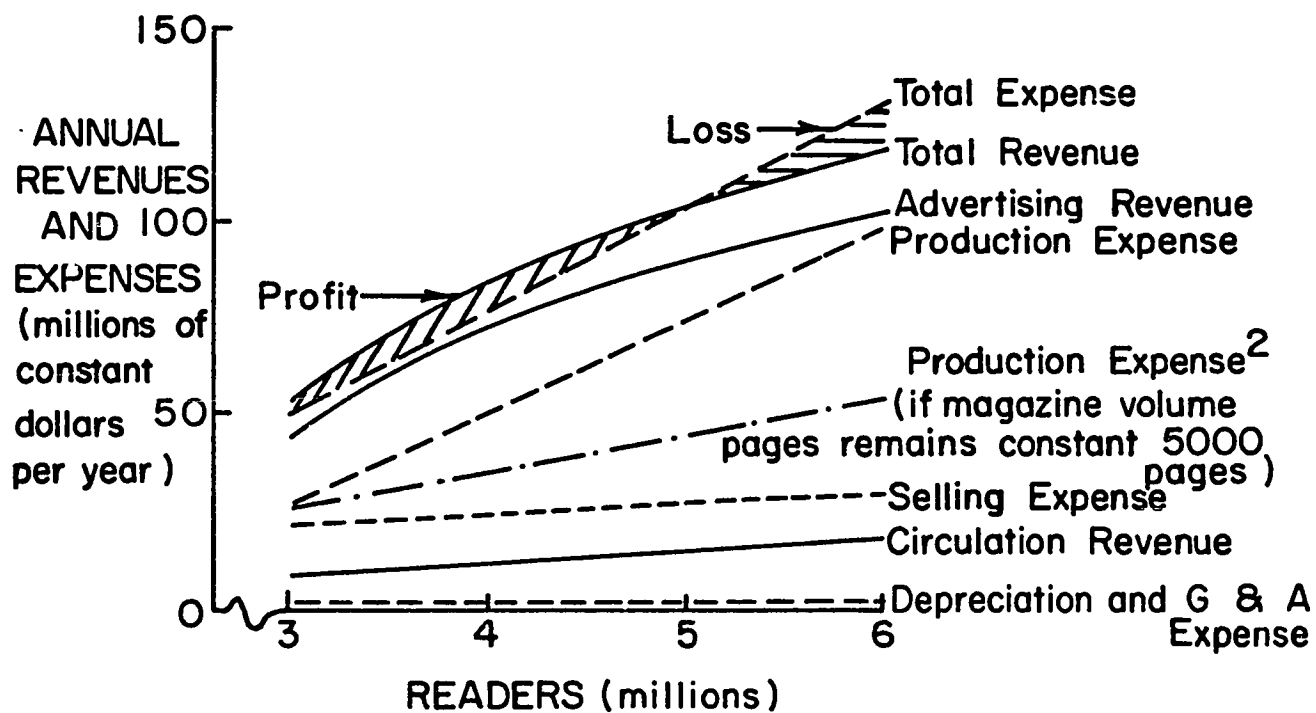 150
ANNUAL
REVENUES
AND 100
EXPENSES
(millions of
constant
dollars 50
per year)
0
Total Expense
Loss
Total Revenue
Advertising Revenue
Production Expense
Profit
Production Expense2
(if magazine volume
pages remains constant 5000
pages)
Selling Expense
Circulation Revenue
Depreciation and G & A
Expense
3 4 5 6
READERS (millions)